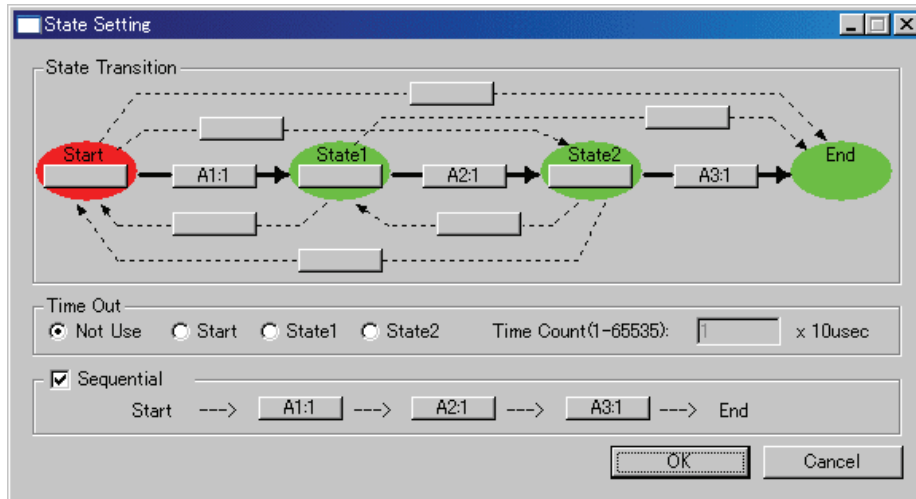 State Setting
State Transition
Start
State1
State2
End
A1:1
A2:1
A3:1
Time Out
Not Use Start State1 State2 Time Count(1-65535): 1 x 10usec
Sequential
Start ---> A1:1 ---> A2:1 ---> A3:1 ---> End
OK Cancel